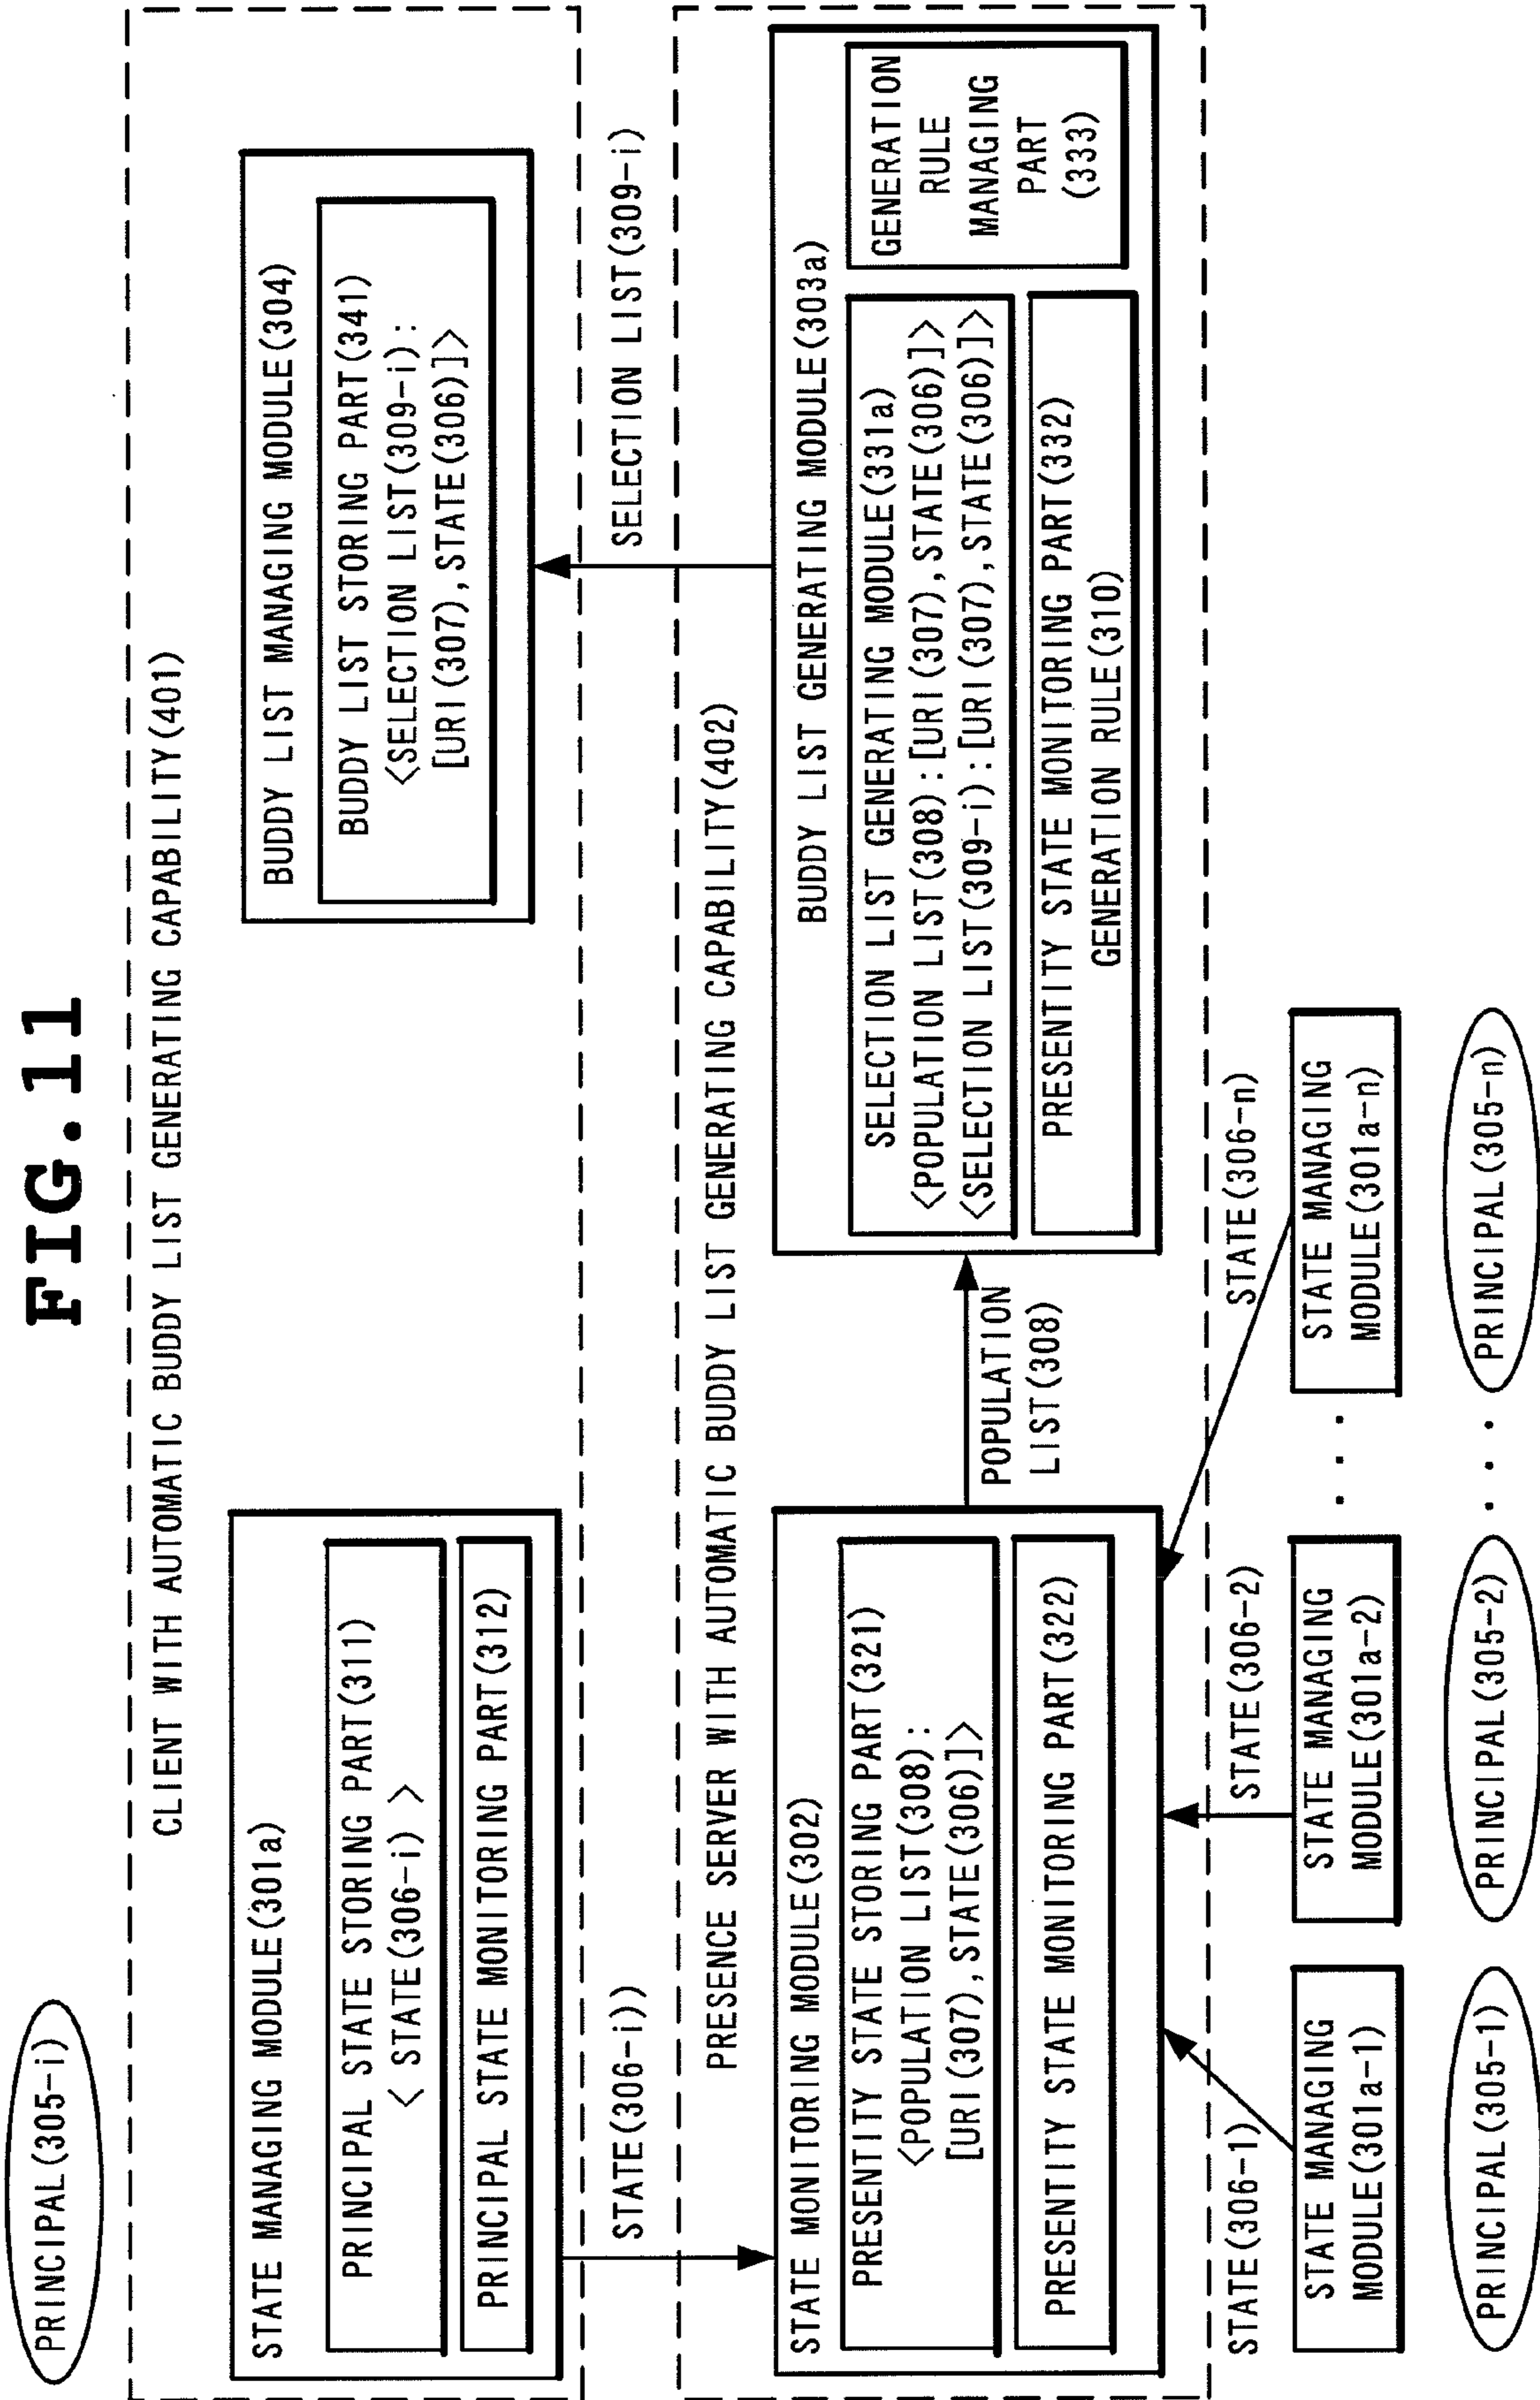 FIG.11
PRINCIPAL(305-i)
CLIENT WITH AUTOMATIC BUDDY LIST GENERATING CAPABILITY(401)
STATE MANAGING MODULE(301a)
PRINCIPAL STATE STORING PART(311)
< STATE(306-i) >
PRINCIPAL STATE MONITORING PART(312)
BUDDY LIST MANAGING MODULE(304)
BUDDY LIST STORING PART(341)
<SELECTION LIST(309-i):
[URI(307),STATE(306)]>
STATE(306-i))
SELECTION LIST(309-i)
PRESENCE SERVER WITH AUTOMATIC BUDDY LIST GENERATING CAPABILITY(402)
STATE MONITORING MODULE(302)
PRESENTITY STATE STORING PART(321)
<POPULATION LIST(308):
[URI(307),STATE(306)]>
PRESENTITY STATE MONITORING PART(322)
POPULATION
LIST(308)
BUDDY LIST GENERATING MODULE(303a)
SELECTION LIST GENERATING MODULE(331a)
<POPULATION LIST(308):[URI(307),STATE(306)]>
<SELECTION LIST(309-i):[URI(307),STATE(306)]>
PRESENTITY STATE MONITORING PART(332)
GENERATION RULE(310)
GENERATION
RULE
MANAGING
PART
(333)
STATE(306-1)
STATE(306-2)
STATE(306-n)
STATE MANAGING
MODULE(301a-1)
STATE MANAGING
MODULE(301a-2)
. . .
STATE MANAGING
MODULE(301a-n)
PRINCIPAL(305-1)
PRINCIPAL(305-2)
. . .
PRINCIPAL(305-n)